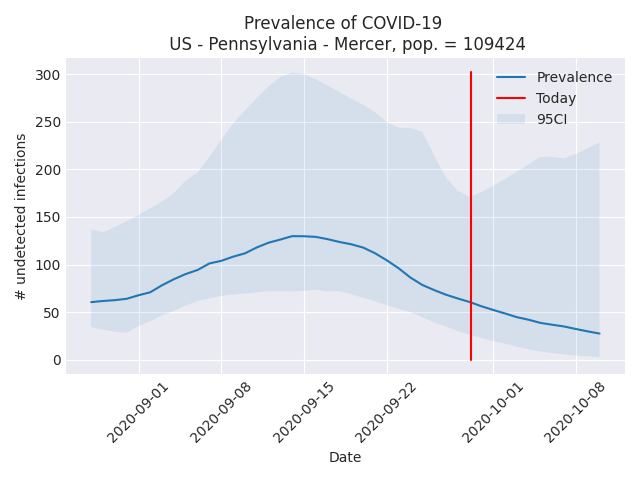 Prevalence of COVID-19
US - Pennsylvania - Mercer, pop. = 109424
300
250
200
150
100
50
0
# undetected infections
Prevalence
Today
95CI
2020-09-01
2020-09-08
2020-09-15
2020-09-22
2020-10-01
2020-10-08
Date